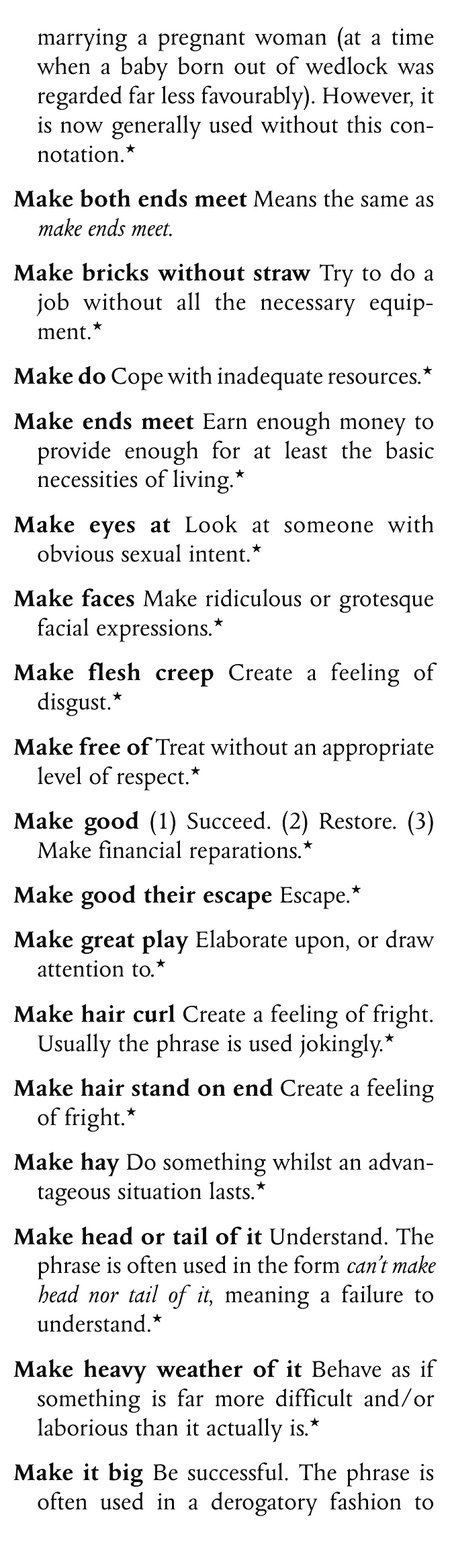 marrying a pregnant woman (at a time
when a baby born out of wedlock was
regarded far less favourably). However, it
is now generally used without this con-
notation.★
Make both ends meet Means the same as
make ends meet.
Make bricks without straw Try to do a
job without all the necessary equip-
ment.★
Make do Cope with inadequate resources.★
Make ends meet Earn enough money to
provide enough for at least the basic
necessities of living.★
Make eyes at Look at someone with
obvious sexual intent.★
Make faces Make ridiculous or grotesque
facial expressions.★
Make flesh creep Create a feeling of
disgust.★
Make free of Treat without an appropriate
level of respect.★
Make good (1) Succeed. (2) Restore. (3)
Make financial reparations.★
Make good their escape Escape.★
Make great play Elaborate upon, or draw
attention to.★
Make hair curl Create a feeling of fright.
Usually the phrase is used jokingly.★
Make hair stand on end Create a feeling
of fright.★
Make hay Do something whilst an advan-
tageous situation lasts.★
Make head or tail of it Understand. The
phrase is often used in the form can't make
head nor tail of it, meaning a failure to
understand.★
Make heavy weather of it Behave as if
something is far more difficult and/or
laborious than it actually is.★
Make it big Be successful. The phrase is
often used in a derogatory fashion to